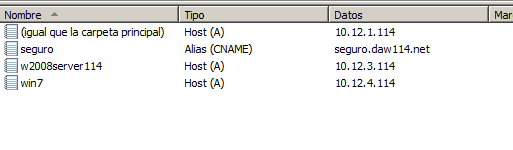 Nombre Tipo Datos Mar
(igual que la carpeta principal) Host (A) 10.12.1.114
seguro Alias (CNAME) seguro.daw114.net
w2008server114 Host (A) 10.12.3.114
win7 Host (A) 10.12.4.114